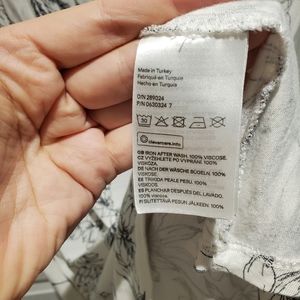 Made in Turkey
Fabriqué en Turquie
Hecho en Turquía
O/N 289024
P/N 0630324 7
30
clevercare.info
GB IRON AFTER WASH. 100% VISCOSE.
CZ VYŽEHLETE PO VYPRÁNÍ. 100%
VISKÓZA.
DE NACH DER WÄSCHE BÜGELN. 100%
VISKOSE.
EE TRIIKIDA PEALE PESU. 100%
VISKOOS.
ES PLANCHAR DESPUÉS DEL LAVADO.
100% VISCOSE.
FI SILITETTÄVÄ PESUN JÄLKEEN. 100%